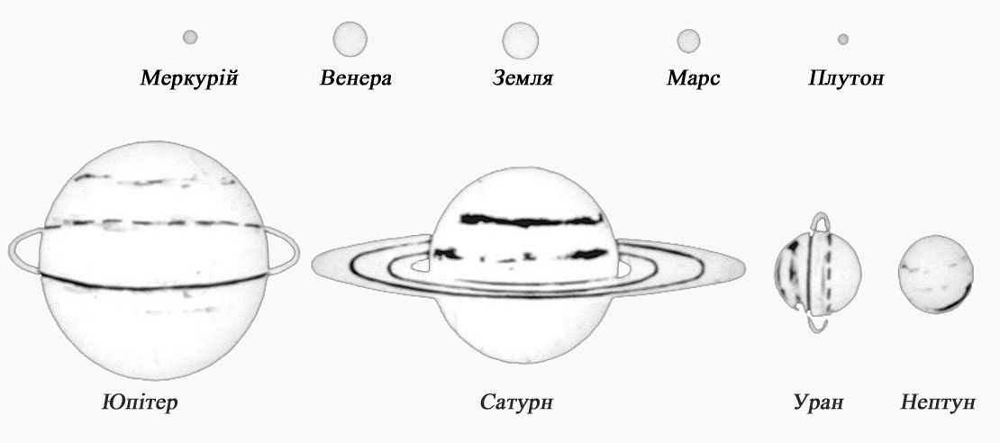 Меркурій Венера Земля Марс Плутон
Юпітер Сатурн Уран Нептун